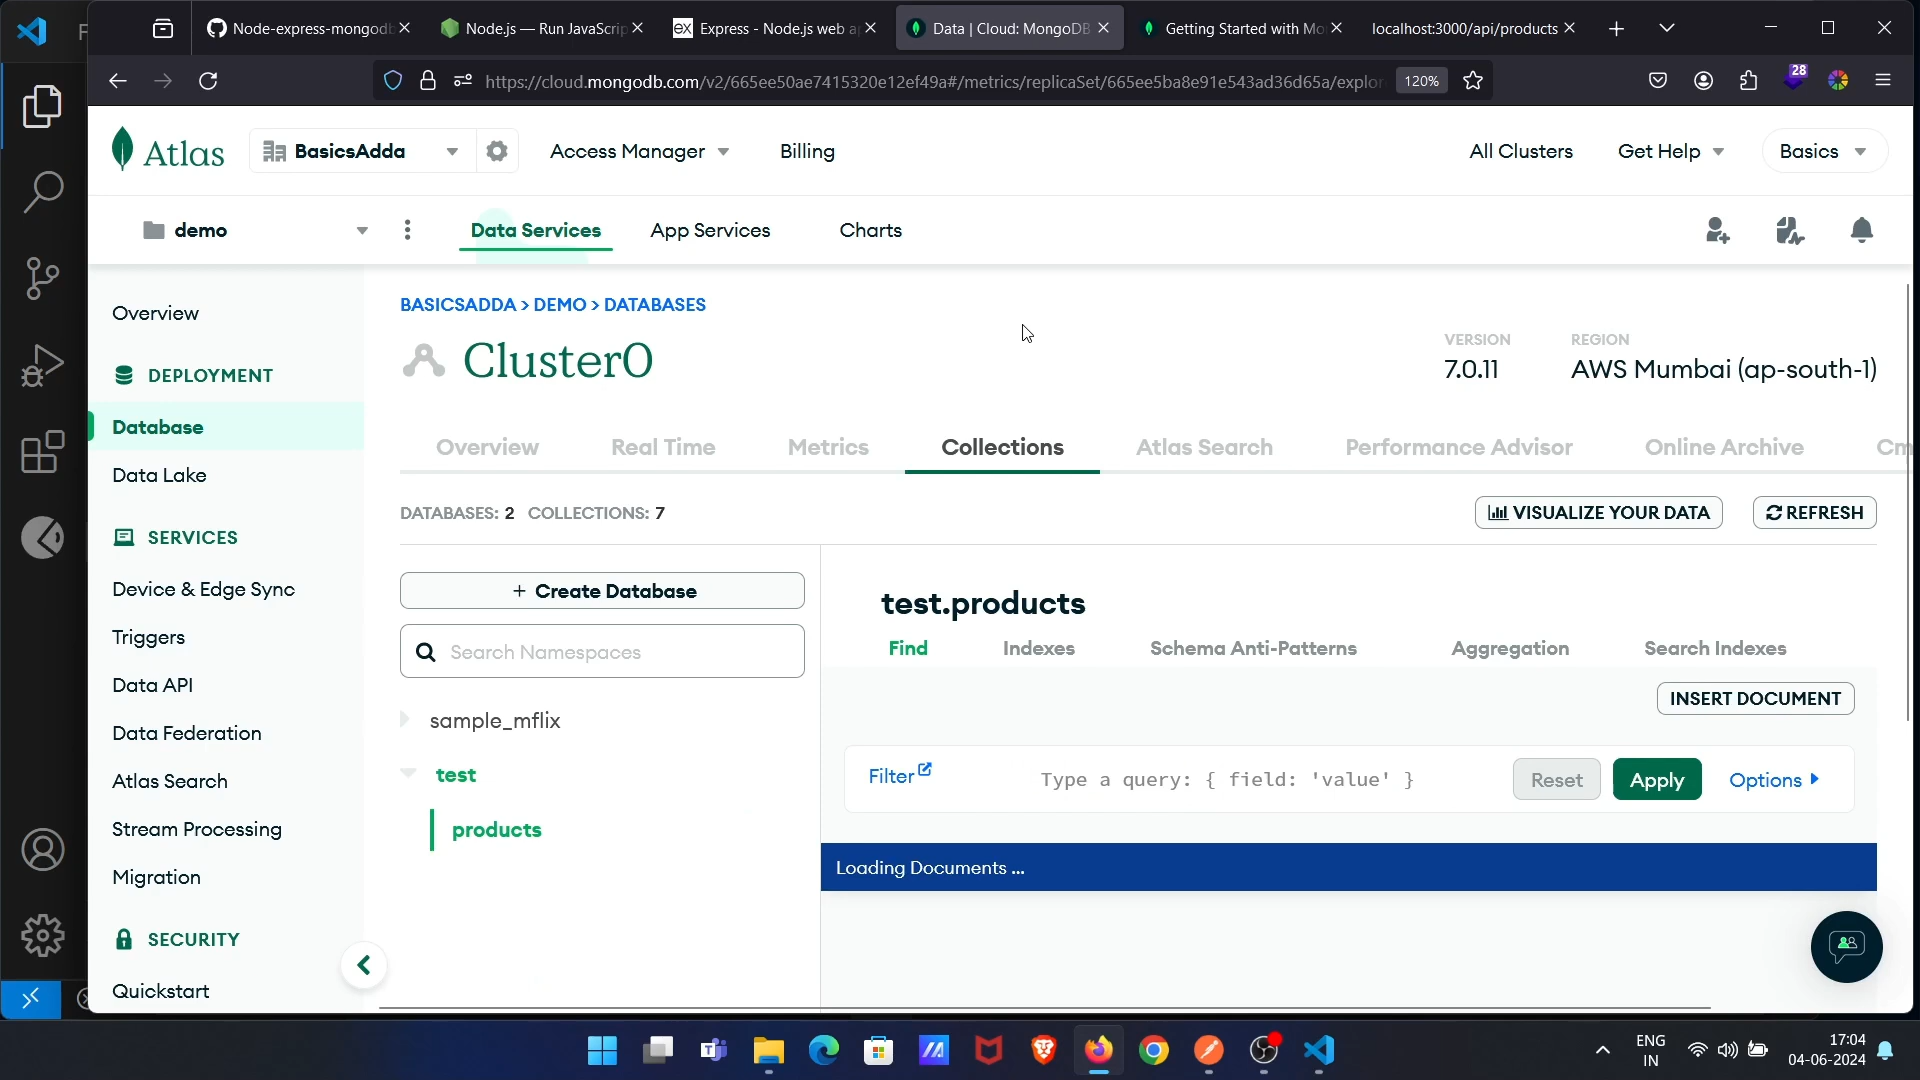 Node-express-mongodb
Node.js — Run JavaScrip
Express - Node.js web a
Data | Cloud: MongoDB
Getting Started with Mo
localhost:3000/api/products
https://cloud.mongodb.com/v2/665ee50ae7415320e12ef49a#/metrics/replicaSet/665ee5ba8e91e543ad36d65a/explor
120%
28
Atlas
BasicsAdda
Access Manager
Billing
All Clusters
Get Help
Basics
demo
Data Services
App Services
Charts
Overview
DEPLOYMENT
Database
Data Lake
SERVICES
Device & Edge Sync
Triggers
Data API
Data Federation
Atlas Search
Stream Processing
Migration
SECURITY
Quickstart
BASICSADDA > DEMO > DATABASES
Cluster0
VERSION
7.0.11
REGION
AWS Mumbai (ap-south-1)
Overview
Real Time
Metrics
Collections
Atlas Search
Performance Advisor
Online Archive
Cm
DATABASES: 2 COLLECTIONS: 7
VISUALIZE YOUR DATA
REFRESH
+ Create Database
Search Namespaces
sample_mflix
test
products
test.products
Find
Indexes
Schema Anti-Patterns
Aggregation
Search Indexes
INSERT DOCUMENT
Filter
Type a query: { field: 'value' }
Reset
Apply
Options
Loading Documents ...
ENG
IN
17:04
04-06-2024